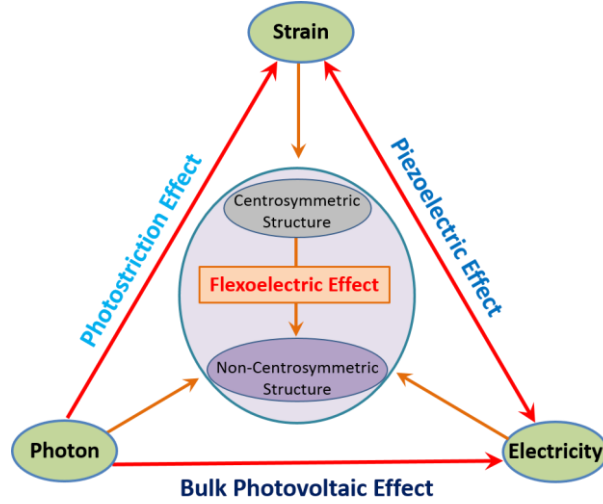 Strain
Photostriction Effect
Piezoelectric Effect
Centrosymmetric
Structure
Flexoelectric Effect
Non-Centrosymmetric
Structure
Photon
Electricity
Bulk Photovoltaic Effect